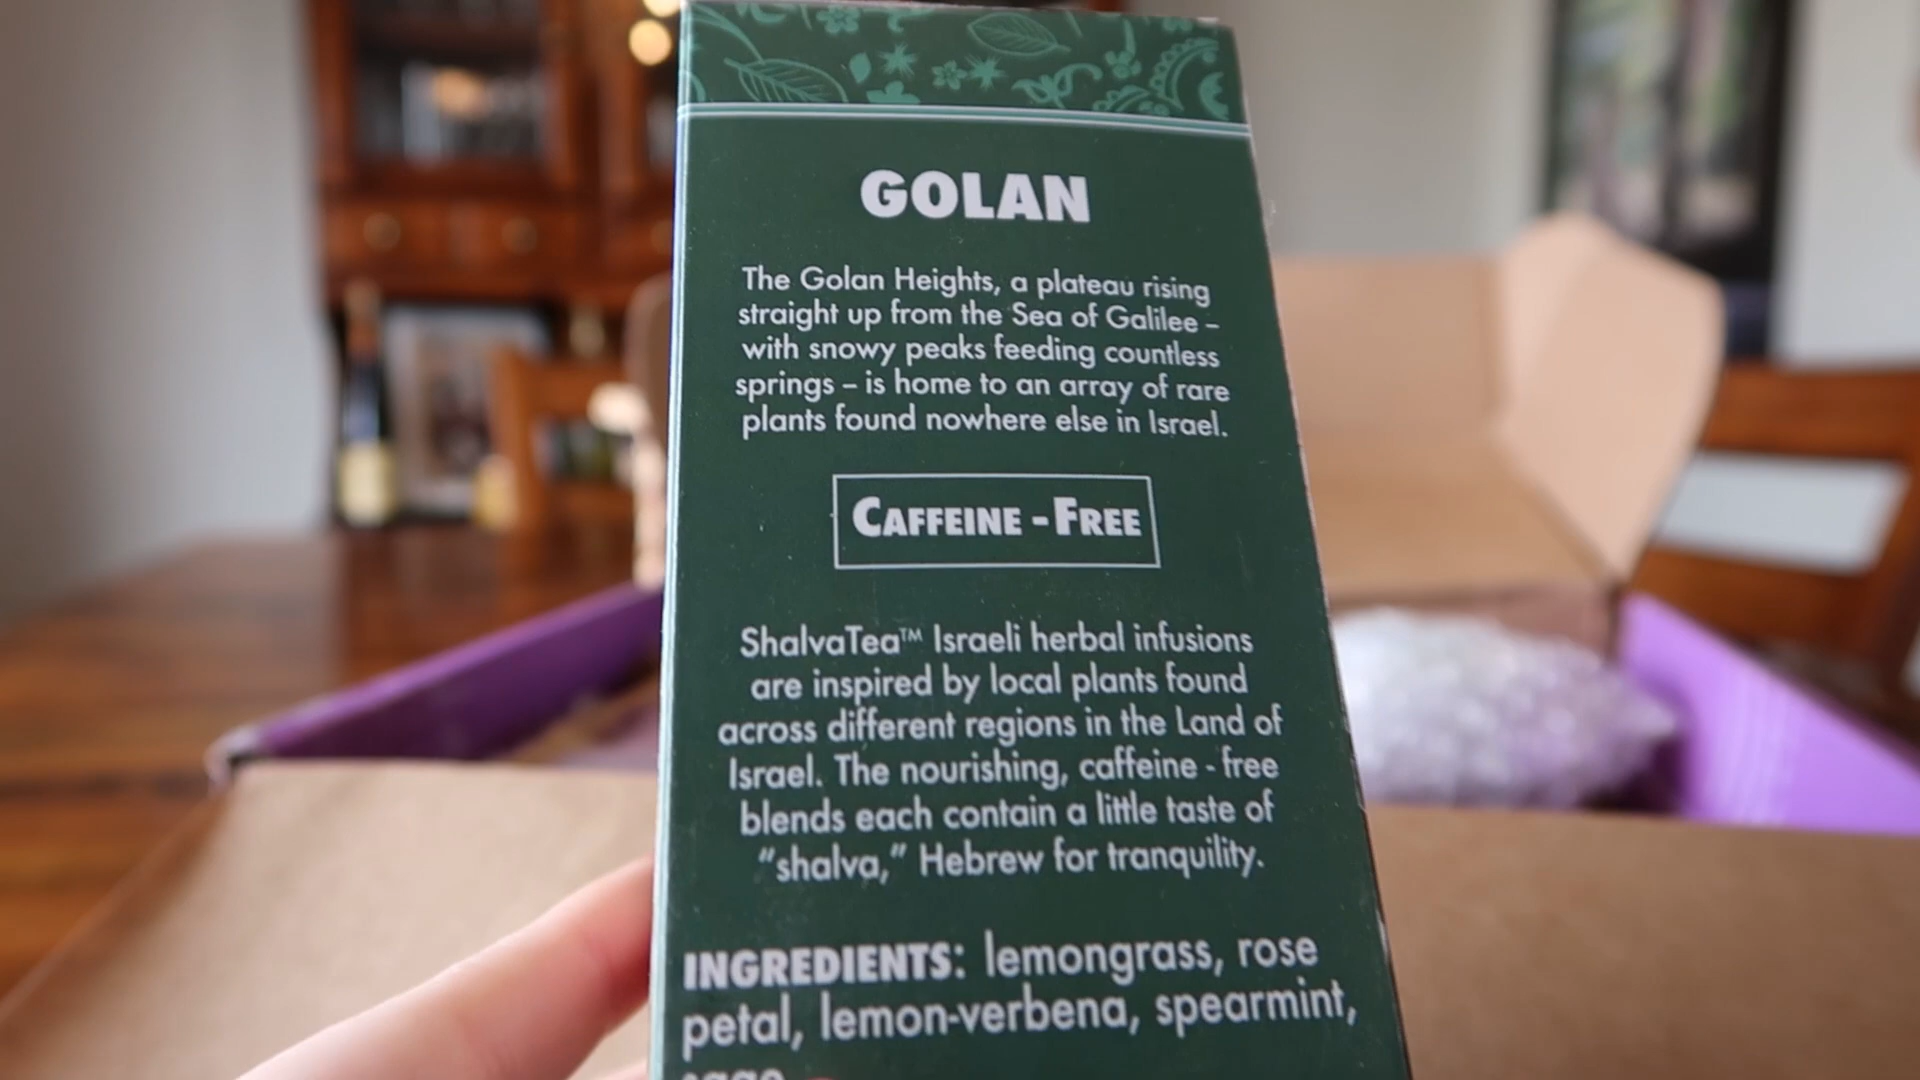 GOLAN
The Golan Heights, a plateau rising
straight up from the Sea of Galilee –
with snowy peaks feeding countless
springs – is home to an array of rare
plants found nowhere else in Israel.
CAFFEINE - FREE
ShalvaTea™ Israeli herbal infusions
are inspired by local plants found
across different regions in the Land of
Israel. The nourishing, caffeine - free
blends each contain a little taste of
“shalva,” Hebrew for tranquility.
INGREDIENTS: lemongrass, rose
petal, lemon-verbena, spearmint,
sage